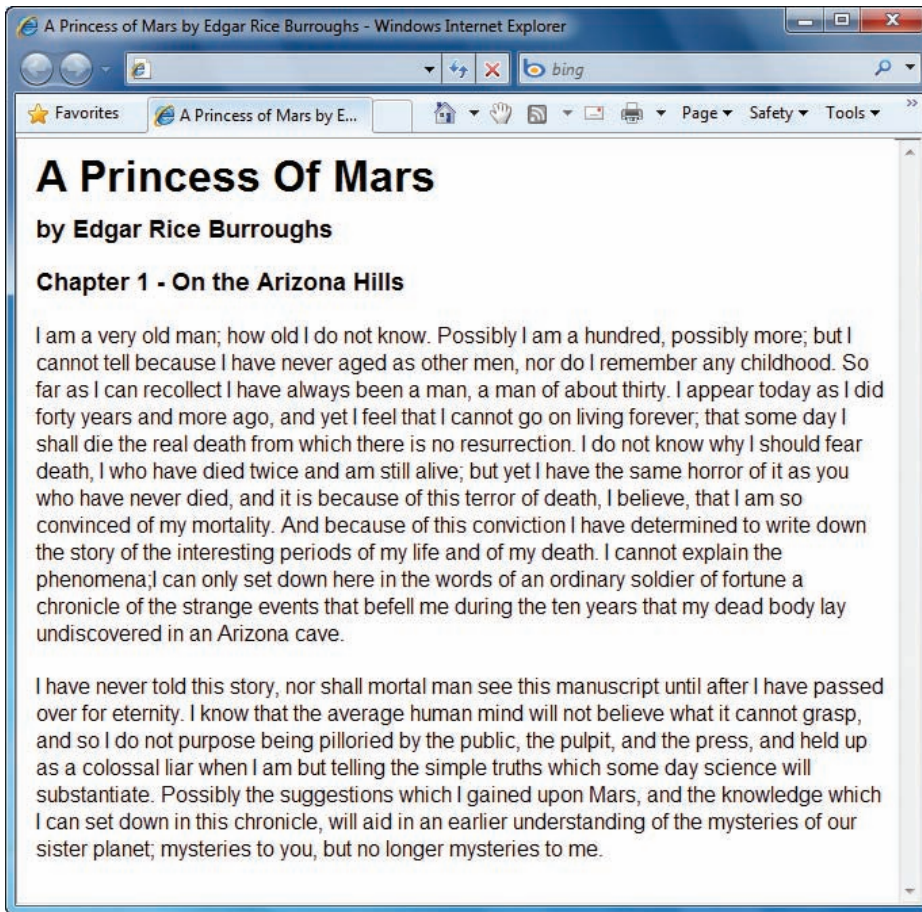 A Princess of Mars by Edgar Rice Burroughs - Windows Internet Explorer
bing
Favorites
A Princess of Mars by E...
Page
Safety
Tools
A Princess Of Mars
by Edgar Rice Burroughs
Chapter 1 - On the Arizona Hills
I am a very old man; how old I do not know. Possibly I am a hundred, possibly more; but I
cannot tell because I have never aged as other men, nor do I remember any childhood. So
far as I can recollect I have always been a man, a man of about thirty. I appear today as I did
forty years and more ago, and yet I feel that I cannot go on living forever; that some day I
shall die the real death from which there is no resurrection. I do not know why I should fear
death, I who have died twice and am still alive; but yet I have the same horror of it as you
who have never died, and it is because of this terror of death, I believe, that I am so
convinced of my mortality. And because of this conviction I have determined to write down
the story of the interesting periods of my life and of my death. I cannot explain the
phenomena;I can only set down here in the words of an ordinary soldier of fortune a
chronicle of the strange events that befell me during the ten years that my dead body lay
undiscovered in an Arizona cave.
I have never told this story, nor shall mortal man see this manuscript until after I have passed
over for eternity. I know that the average human mind will not believe what it cannot grasp,
and so I do not purpose being pilloried by the public, the pulpit, and the press, and held up
as a colossal liar when I am but telling the simple truths which some day science will
substantiate. Possibly the suggestions which I gained upon Mars, and the knowledge which
I can set down in this chronicle, will aid in an earlier understanding of the mysteries of our
sister planet; mysteries to you, but no longer mysteries to me.